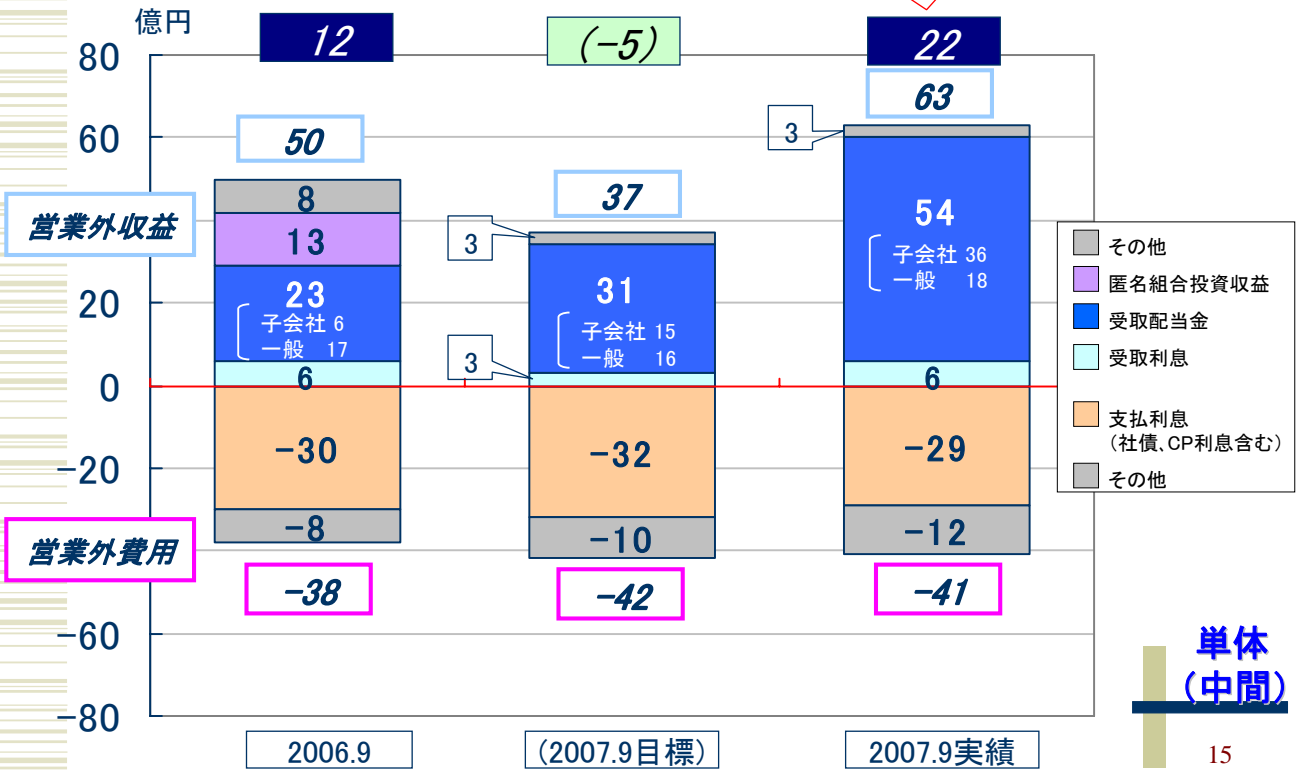 億円
12
(-5)
22
80
60
20
0
-20
-60
-80
営業外収益
営業外費用
50
8
13
23
子会社 6
一般 17
6
-30
-8
-38
37
3
31
子会社 15
一般 16
3
-32
-10
-42
63
3
54
子会社 36
一般 18
6
-29
-12
-41
その他
匿名組合投資収益
受取配当金
受取利息
支払利息
(社債、CP利息含む)
その他
2006.9
(2007.9目標)
2007.9実績
単体
(中間)
15